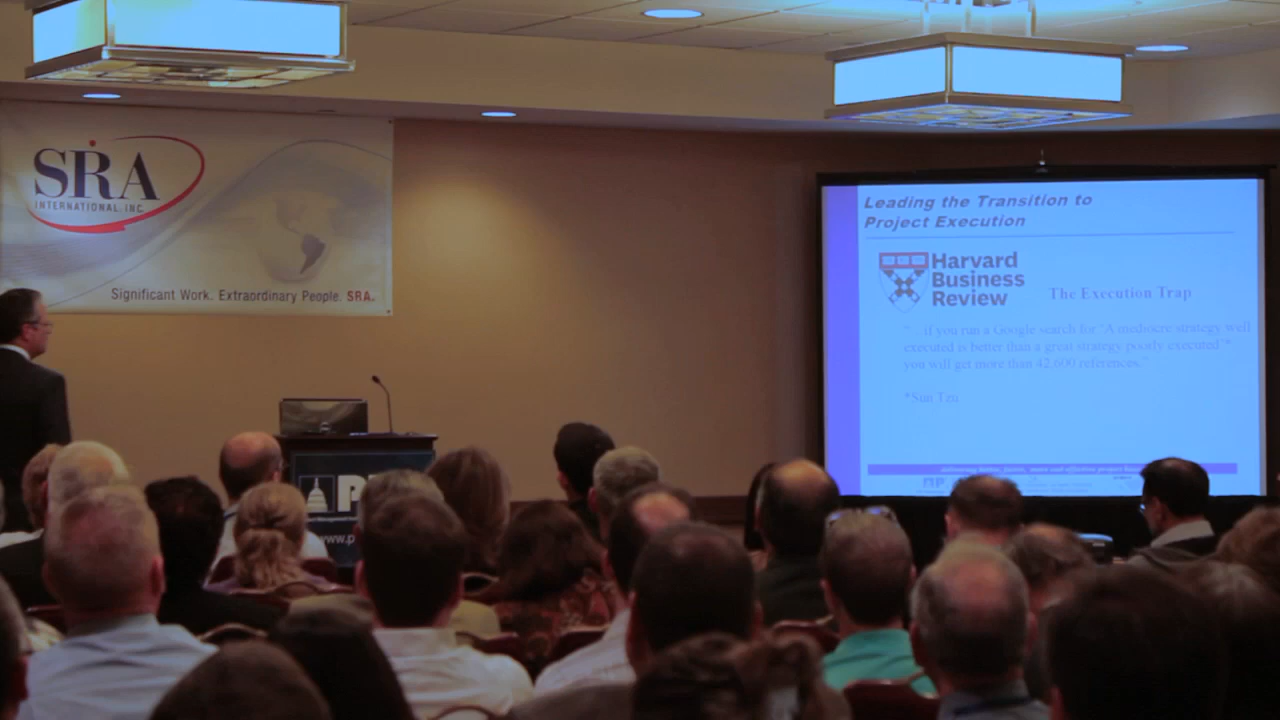 SRA
INTERNATIONAL, INC.
Significant Work. Extraordinary People. SRA.
Leading the Transition to
Project Execution
Harvard
Business
Review
The Execution Trap
"…if you run a Google search for "A mediocre strategy well
executed is better than a great strategy poorly executed"*
you will get more than 42,600 references."
*Sun Tzu